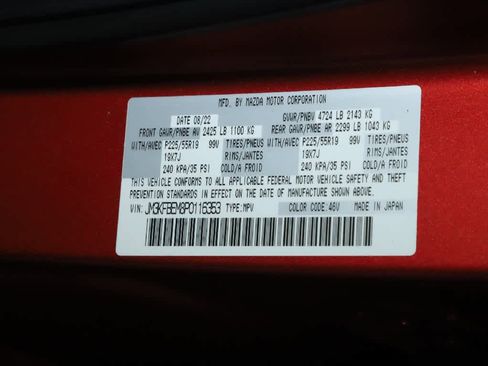 MFD. BY MAZDA MOTOR CORPORATION
DATE 08/22 GVWR/PNBV 4724 LB 2143 KG
FRONT GAWR/PNBE AV 2425 LB 1100 KG REAR GAWR/PNBE AR 2299 LB 1043 KG
WITH/AVEC P225/55R19 99V TIRES/PNEUS WITH/AVEC P225/55R19 99V TIRES/PNEUS
19X7J RIMS/JANTES 19X7J RIMS/JANTES
240 KPA/35 PSI COLD/A FROID 240 KPA/35 PSI COLD/A FROID
THIS VEHICLE CONFORMS TO ALL APPLICABLE FEDERAL MOTOR VEHICLE SAFETY AND THEFT
PREVENTION STANDARDS IN EFFECT ON THE DATE OF MANUFACTURE SHOWN ABOVE.
VIN: JM3KFBEM8P0116353 TYPE:MPV COLOR CODE:46V MADE IN JAPAN